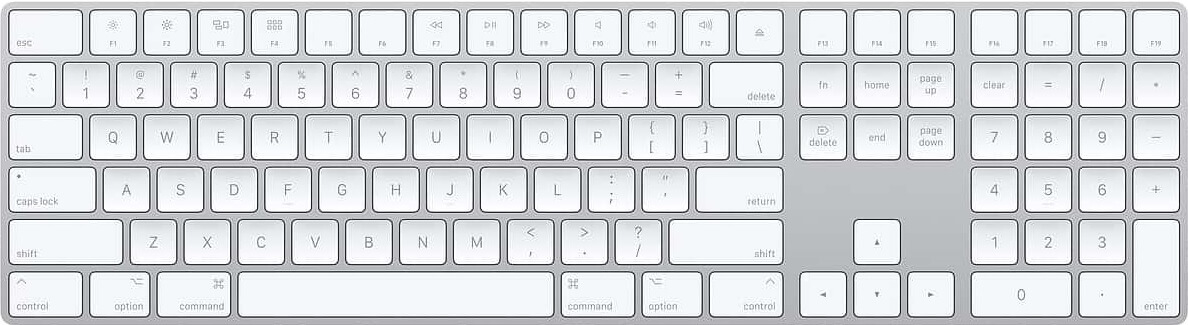 esc F1 F2 F3 F4 F5 F6 F7 F8 F9 F10 F11 F12 F13 F14 F15 F16 F17 F18 F19
~ ! @ # $ % ^ & * ( ) — +
` 1 2 3 4 5 6 7 8 9 0 - = delete fn home page up clear = / *
tab Q W E R T Y U I O P { [ } ] | \ delete end page down 7 8 9 −
caps lock A S D F G H J K L : ; " ' return 4 5 6 +
shift Z X C V B N M < , > . ? / shift 1 2 3
control option command command option control 0 . enter